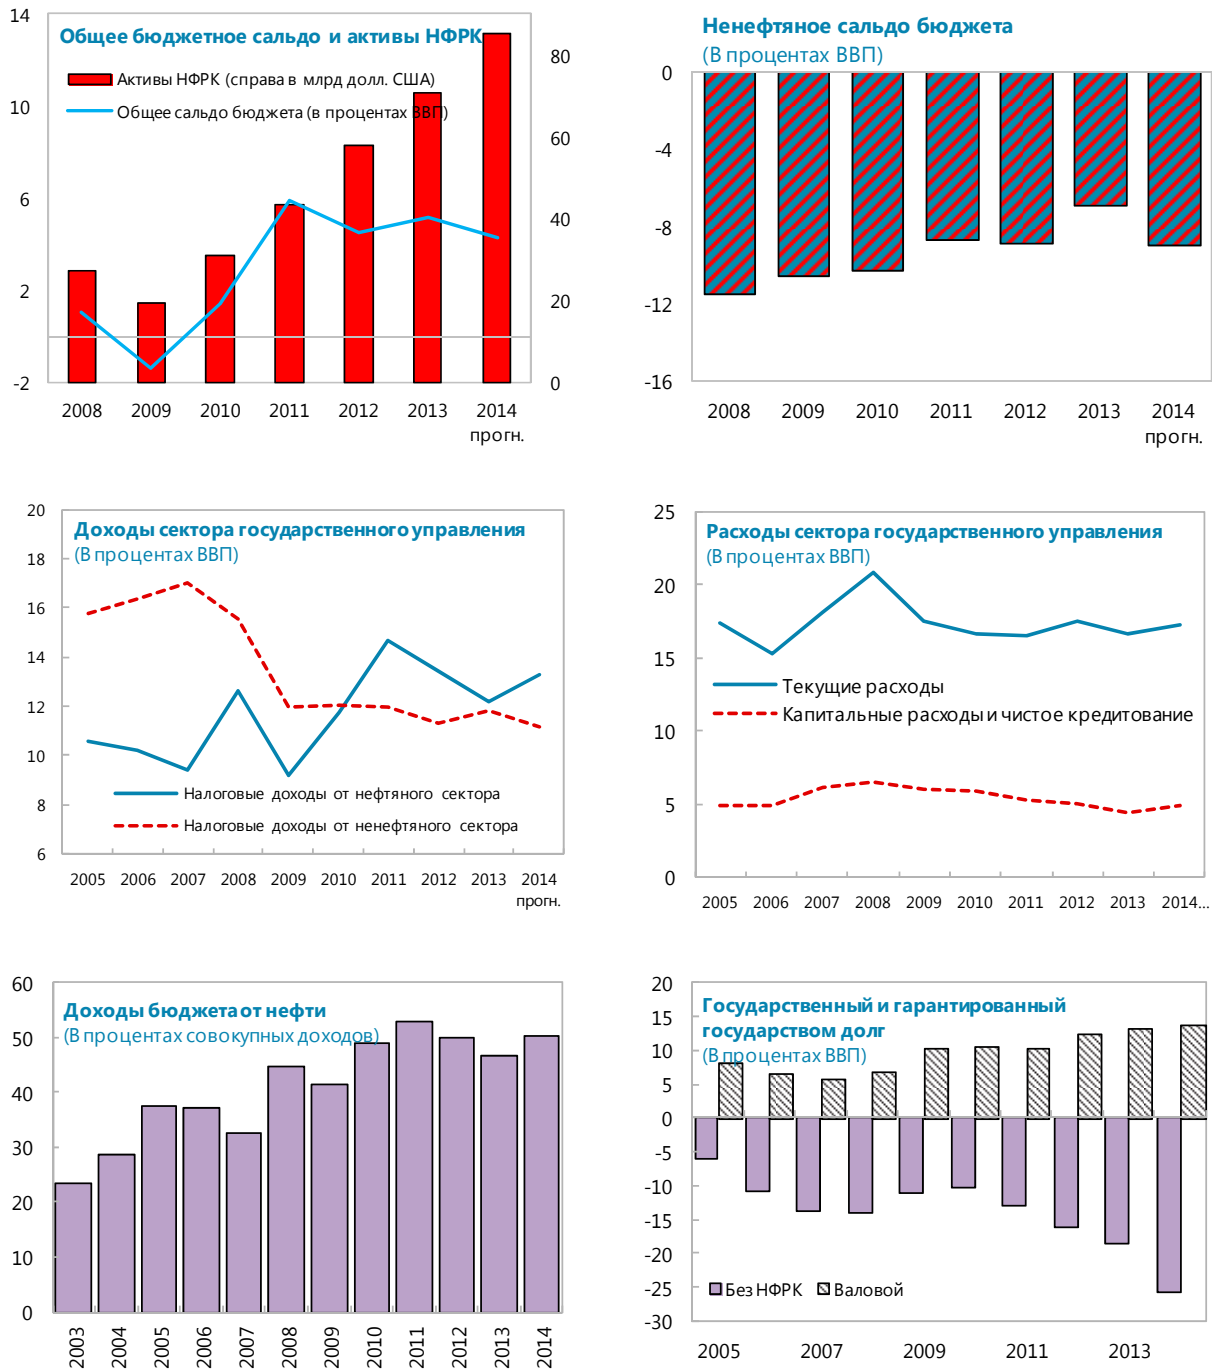 Общее бюджетное сальдо и активы НФРК
Активы НФРК (справа в млрд долл. США)
Общее сальдо бюджета (в процентах ВВП)
14
10
6
2
-2
80
60
40
20
0
2008 2009 2010 2011 2012 2013 2014
прогн.
Ненефтяное сальдо бюджета
(В процентах ВВП)
0
-4
-8
-12
-16
2008 2009 2010 2011 2012 2013 2014
прогн.
Доходы сектора государственного управления
(В процентах ВВП)
20
18
16
14
12
10
8
6
Налоговые доходы от нефтяного сектора
Налоговые доходы от ненефтяного сектора
2005 2006 2007 2008 2009 2010 2011 2012 2013 2014
прогн.
Расходы сектора государственного управления
(В процентах ВВП)
25
20
15
10
5
0
Текущие расходы
Капитальные расходы и чистое кредитование
2005 2006 2007 2008 2009 2010 2011 2012 2013 2014...
Доходы бюджета от нефти
(В процентах совокупных доходов)
60
50
40
30
20
10
0
2003 2004 2005 2006 2007 2008 2009 2010 2011 2012 2013 2014
Государственный и гарантированный
государством долг
(В процентах ВВП)
20
15
10
5
0
-5
-10
-15
-20
-25
-30
Без НФРК Валовой
2005 2007 2009 2011 2013